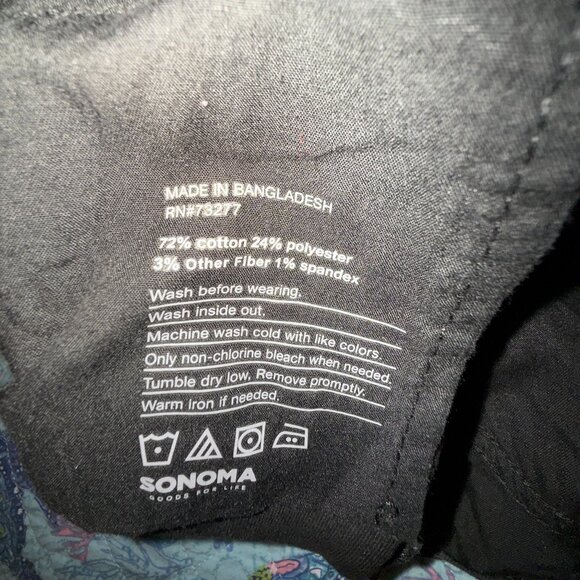 MADE IN BANGLADESH
RN#73277
72% cotton 24% polyester
3% Other Fiber 1% spandex
Wash before wearing.
Wash inside out.
Machine wash cold with like colors.
Only non-chlorine bleach when needed.
Tumble dry low. Remove promptly.
Warm Iron if needed.
SONOMA
GOODS FOR LIFE